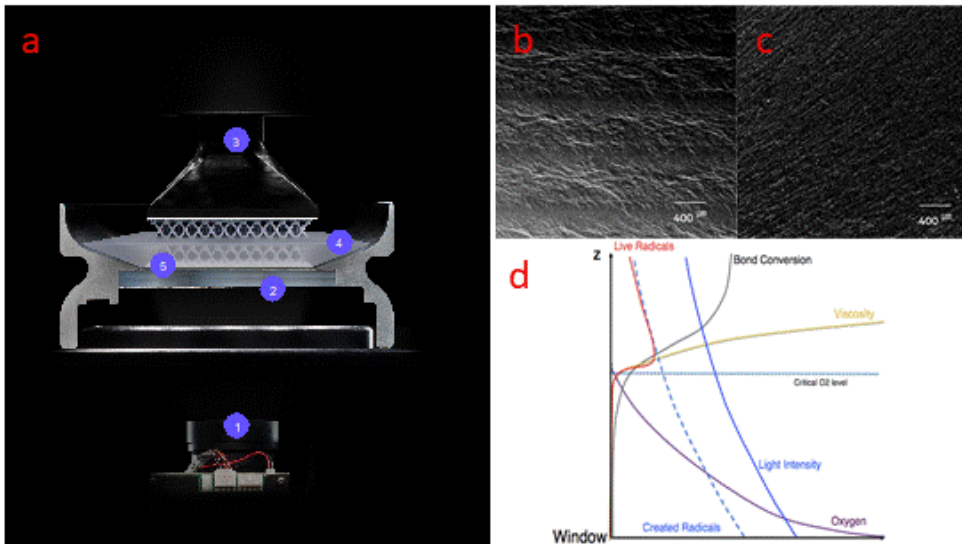 a
3
4
5
2
1
b
400 µm
c
400 µm
d
Z
Live Radicals
Bond Conversion
Viscosity
Critical O2 level
Light Intensity
Oxygen
Created Radicals
Window